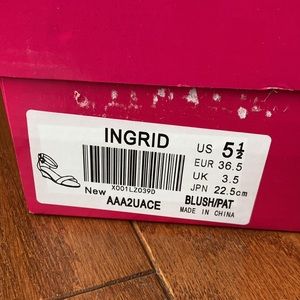 INGRID
US 5½
EUR 36.5
UK 3.5
JPN 22.5cm
X001LZ039D
New
AAA2UACE
BLUSH/PAT
MADE IN CHINA